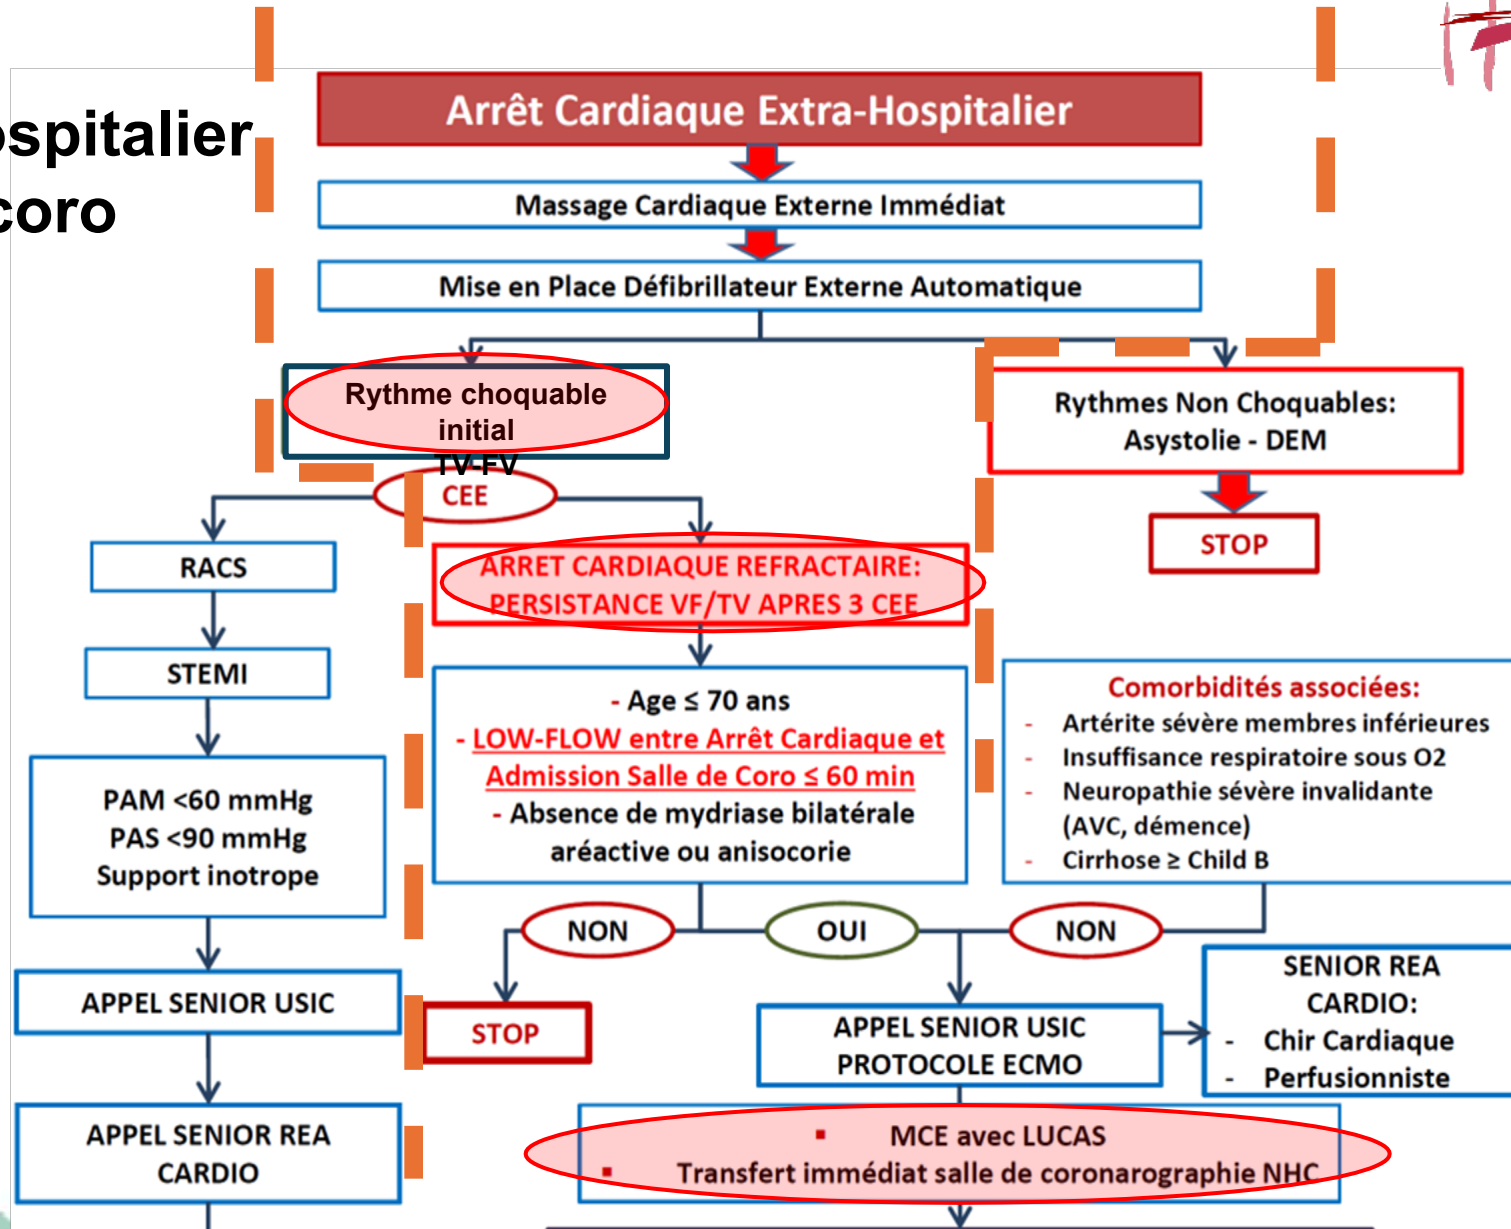 ospitalier
coro
Arrêt Cardiaque Extra-Hospitalier
Massage Cardiaque Externe Immédiat
Mise en Place Défibrillateur Externe Automatique
Rythme choquable
initial
TV-FV
Rythmes Non Choquables:
Asystolie - DEM
CEE
STOP
RACS
ARRET CARDIAQUE REFRACTAIRE:
PERSISTANCE VF/TV APRES 3 CEE
STEMI
- Age ≤ 70 ans
- LOW-FLOW entre Arrêt Cardiaque et
Admission Salle de Coro ≤ 60 min
- Absence de mydriase bilatérale
aréactive ou anisocorie
Comorbidités associées:
- Artérite sévère membres inférieures
- Insuffisance respiratoire sous O2
- Neuropathie sévère invalidante
(AVC, démence)
- Cirrhose ≥ Child B
PAM <60 mmHg
PAS <90 mmHg
Support inotrope
NON
OUI
NON
APPEL SENIOR USIC
STOP
APPEL SENIOR USIC
PROTOCOLE ECMO
SENIOR REA
CARDIO:
- Chir Cardiaque
- Perfusionniste
APPEL SENIOR REA
CARDIO
▪ MCE avec LUCAS
▪ Transfert immédiat salle de coronarographie NHC